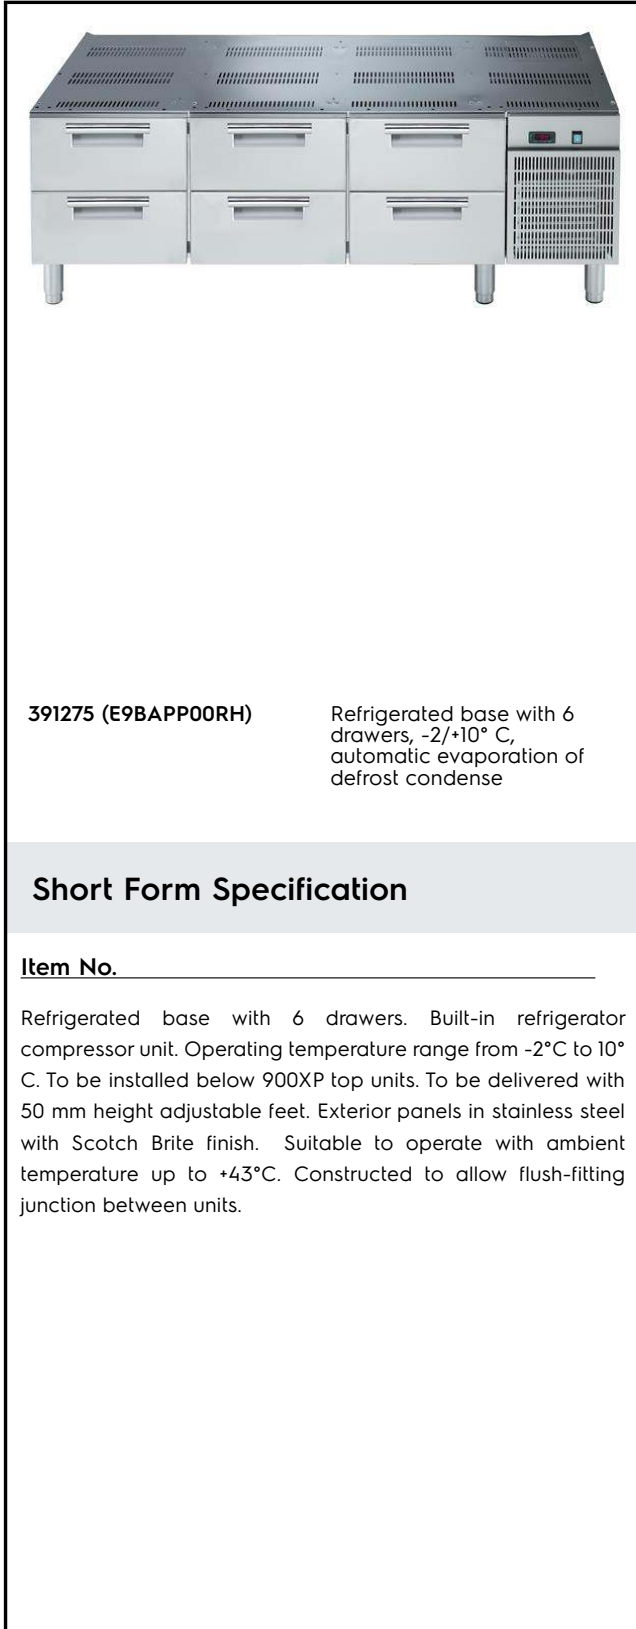 391275 (E9BAPP00RH)
Refrigerated base with 6
drawers, -2/+10° C,
automatic evaporation of
defrost condense
Short Form Specification
Item No.
Refrigerated base with 6 drawers. Built-in refrigerator
compressor unit. Operating temperature range from -2°C to 10°
C. To be installed below 900XP top units. To be delivered with
50 mm height adjustable feet. Exterior panels in stainless steel
with Scotch Brite finish. Suitable to operate with ambient
temperature up to +43°C. Constructed to allow flush-fitting
junction between units.